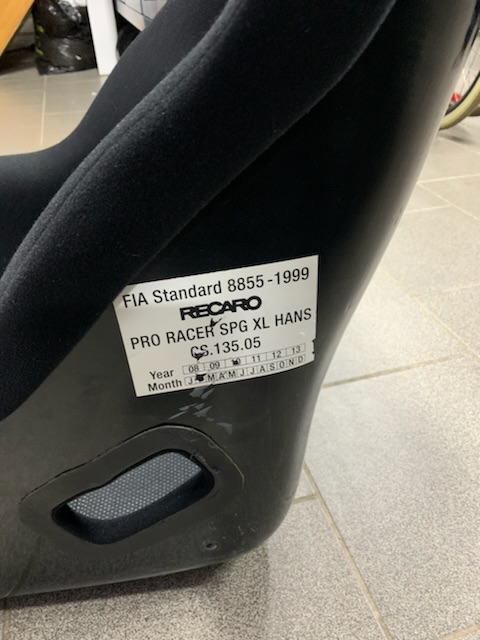 FIA Standard 8855-1999
RECARO
PRO RACER SPG XL HANS
CS.135.05
Year 08 09 10 11 12 13
Month J M A M J J A S O N D